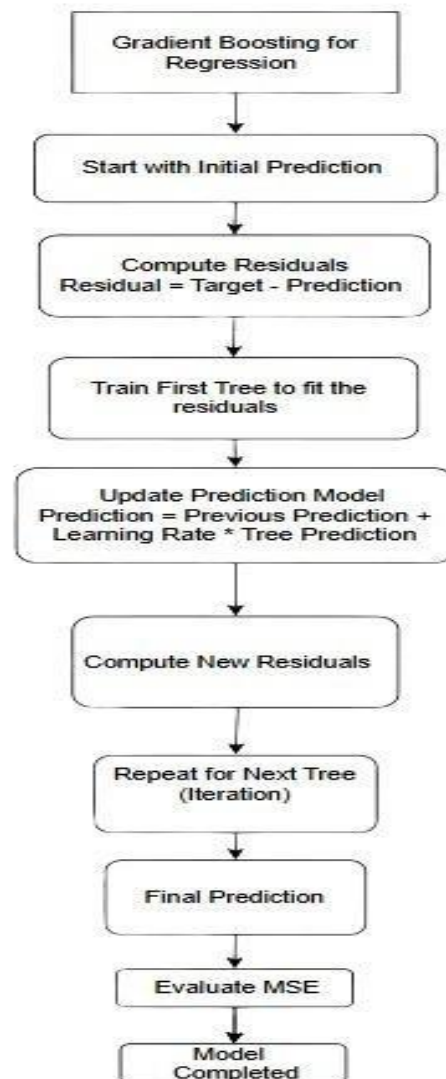 Gradient Boosting for
Regression
Start with Initial Prediction
Compute Residuals
Residual = Target - Prediction
Train First Tree to fit the
residuals
Update Prediction Model
Prediction = Previous Prediction +
Learning Rate * Tree Prediction
Compute New Residuals
Repeat for Next Tree
(Iteration)
Final Prediction
Evaluate MSE
Model
Completed